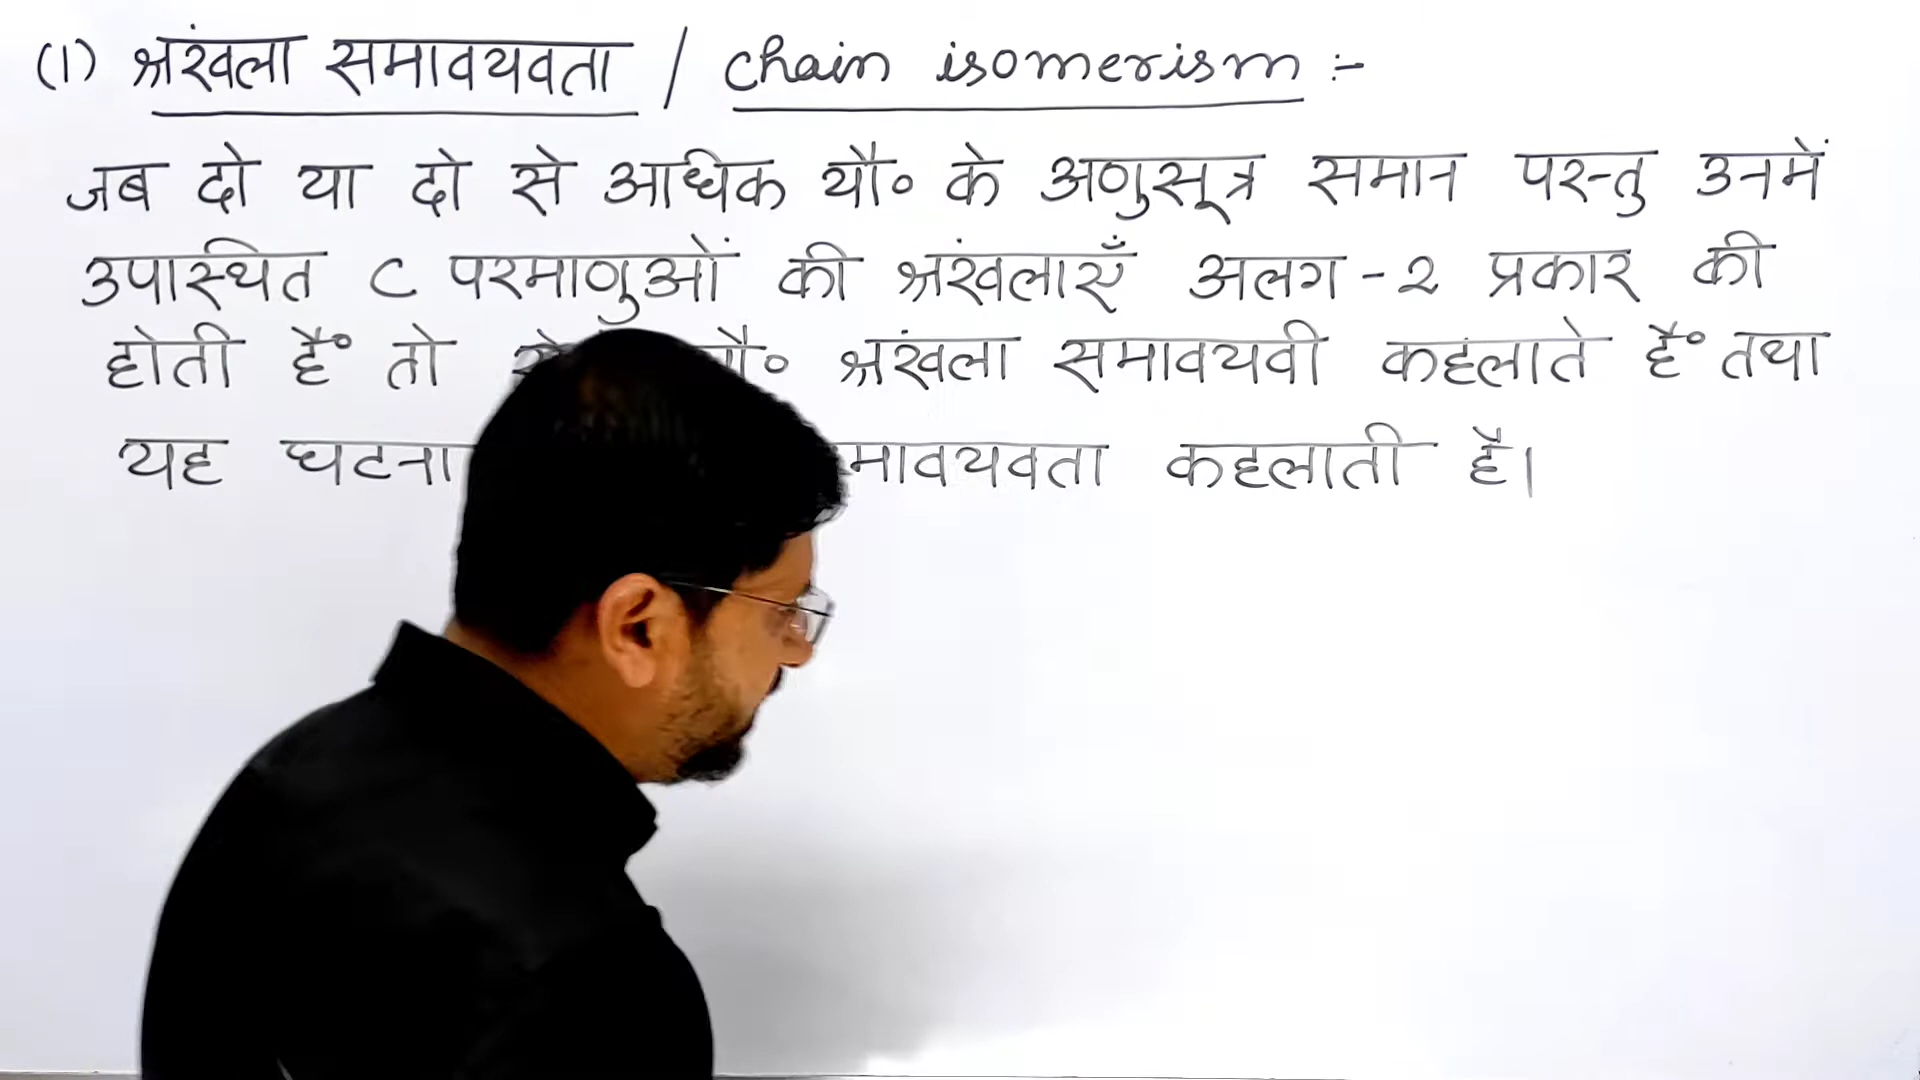 (1) श्रृंखला समावयवता / Chain isomerism :-
जब दो या दो से अधिक यौ० के अणुसूत्र समान परन्तु उनमें
उपस्थित C परमाणुओं की श्रृंखलाएँ अलग-२ प्रकार की
होती हैं तो यौ० श्रृंखला समावयवी कहलाते हैं तथा
यह घटना मावयवता कहलाती है।